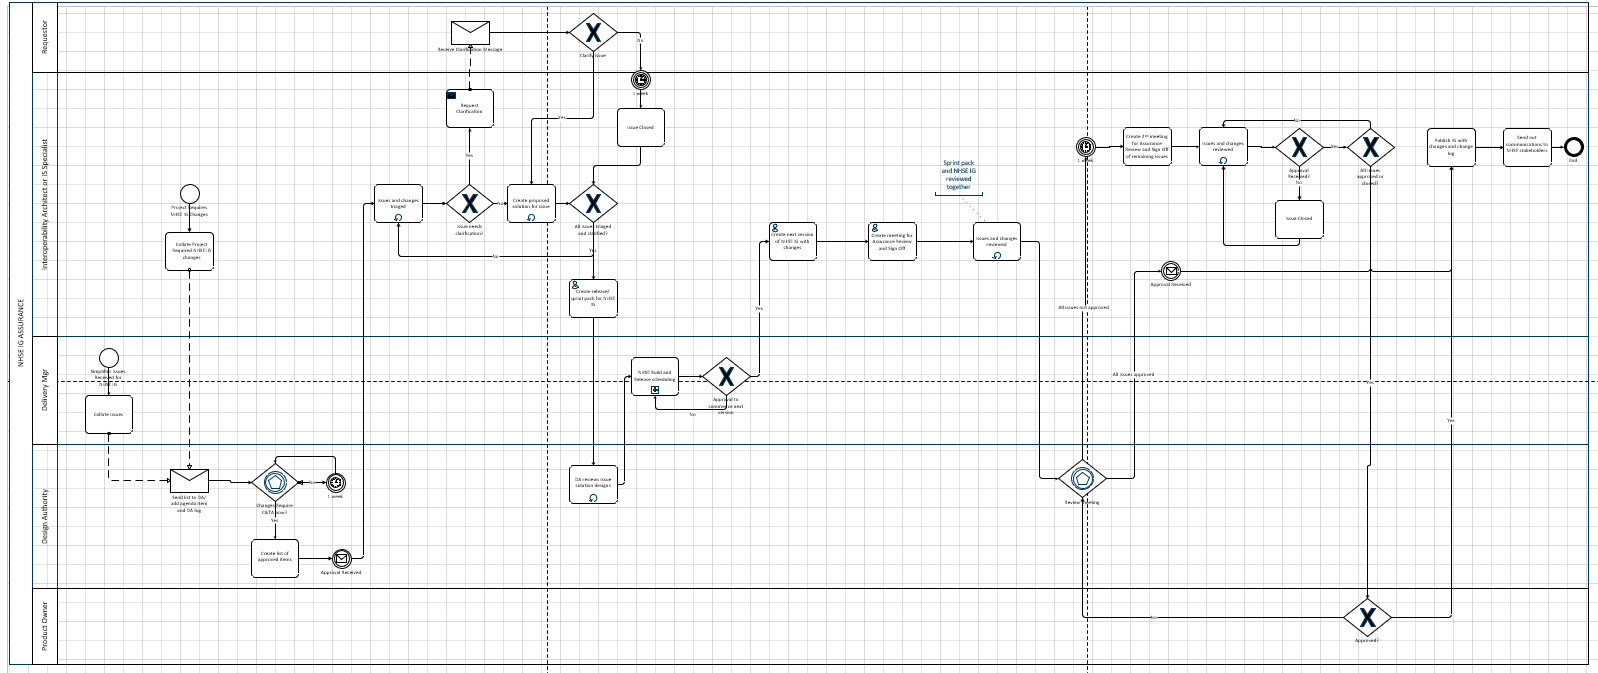 NHSE IG ASSURANCE
Requestor
Receive Clarification Message
Clarify issue
No
Interoperability Architect or IS Specialist
1 week
Request
Clarification
Issue Closed
Yes
Yes
Project Requires
NHSE IG Changes
Collate Project
Required NHSE IG
changes
Issues and changes
triaged
Issue needs
clarification?
No
Create proposed
solution for issue
All issues triaged
and clarified?
No
Yes
Create release/
sprint pack for NHSE
IG
Create next version
of NHSE IG with
changes
Create meeting for
Assurance Review
and Sign Off
Sprint pack
and NHSE IG
reviewed
together
Issues and changes
reviewed
1 week
Create 2nd meeting
for Assurance
Review and Sign Off
of remaining issues
Issues and changes
reviewed
No
Approval
Received?
Yes
No
All issues
approved or
closed?
Issue Closed
Publish IG with
changes and change
log
Send out
communications to
NHSE stakeholders
End
Approval Received
All issues not approved
Yes
Delivery Mgr
Simplifier Issues
Received for
NHSE IG
Collate issues
NHSE Build and
Release scheduling
Approval to
commence next
version
No
All issues approved
Yes
Yes
Design Authority
Send list to DA/
add agenda item
and DA log
Changes Require
No
1 week
Yes
Create list of
approved items
Approval Received
DA reviews issue
solution designs
Review Meeting
Product Owner
No
Approved?